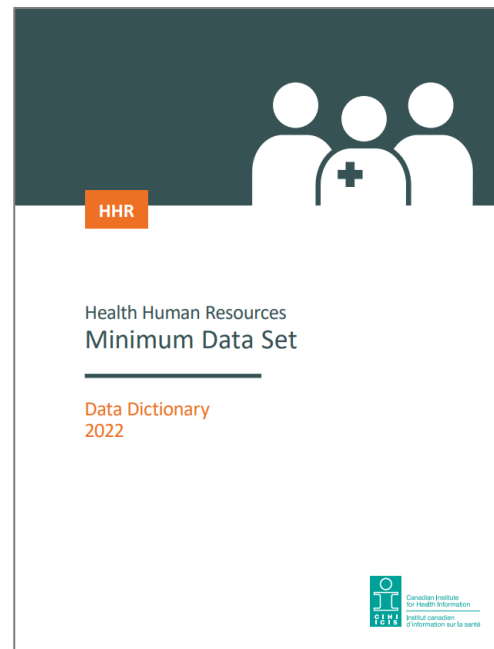 HHR
Health Human Resources
Minimum Data Set
Data Dictionary
2022
CIHI
ICIS
Canadian Institute
for Health Information
Institut canadien
d'information sur la santé